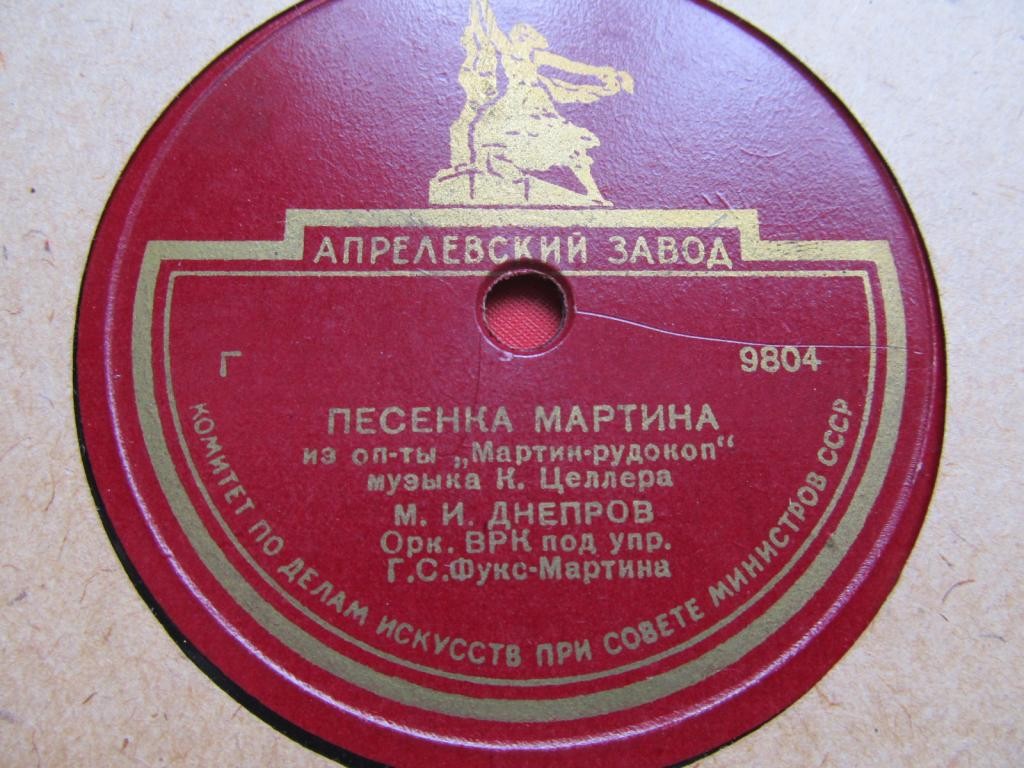 АПРЕЛЕВСКИЙ ЗАВОД
Г 9804
ПЕСЕНКА МАРТИНА
из оп-ты „Мартин-рудокоп“
музыка К. Целлера
М. И. ДНЕПРОВ
Орк. ВРК под упр.
Г.С.Фукс-Мартина
КОМИТЕТ ПО ДЕЛАМ ИСКУССТВ ПРИ СОВЕТЕ МИНИСТРОВ СССР